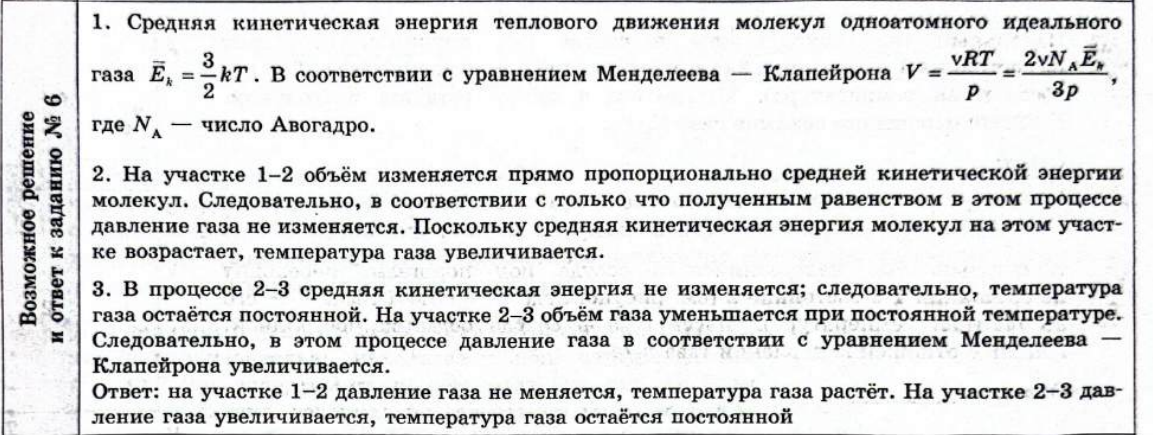 Возможное решение
и ответ к заданию № 6
1. Средняя кинетическая энергия теплового движения молекул одноатомного идеального
газа Ē_k = 3/2 kT. В соответствии с уравнением Менделеева — Клапейрона V = νRT/p = 2νN_A Ē_k/3p,
где N_A — число Авогадро.
2. На участке 1–2 объём изменяется прямо пропорционально средней кинетической энергии
молекул. Следовательно, в соответствии с только что полученным равенством в этом процессе
давление газа не изменяется. Поскольку средняя кинетическая энергия молекул на этом участ-
ке возрастает, температура газа увеличивается.
3. В процессе 2–3 средняя кинетическая энергия не изменяется; следовательно, температура
газа остаётся постоянной. На участке 2–3 объём газа уменьшается при постоянной температуре.
Следовательно, в этом процессе давление газа в соответствии с уравнением Менделеева —
Клапейрона увеличивается.
Ответ: на участке 1–2 давление газа не меняется, температура газа растёт. На участке 2–3 дав-
ление газа увеличивается, температура газа остаётся постоянной